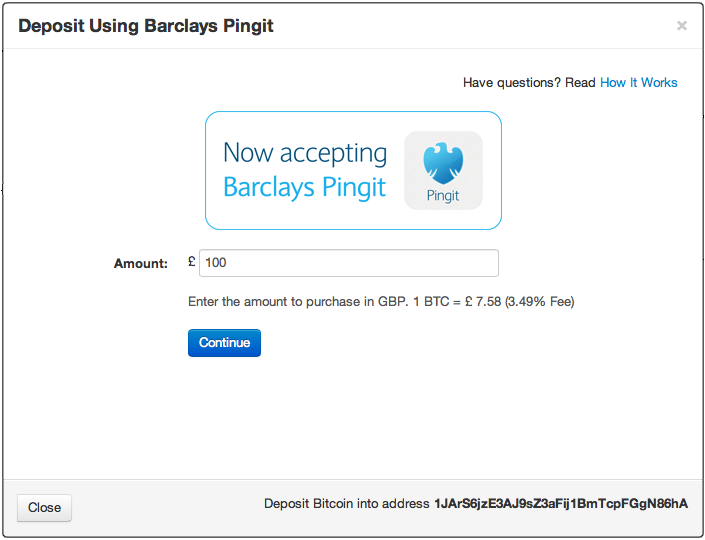 Deposit Using Barclays Pingit
×
Have questions? Read How It Works
Now accepting
Barclays Pingit
Pingit
Amount: £ 100
Enter the amount to purchase in GBP. 1 BTC = £ 7.58 (3.49% Fee)
Continue
Close
Deposit Bitcoin into address 1JArS6jzE3AJ9sZ3aFij1BmTcpFGgN86hA